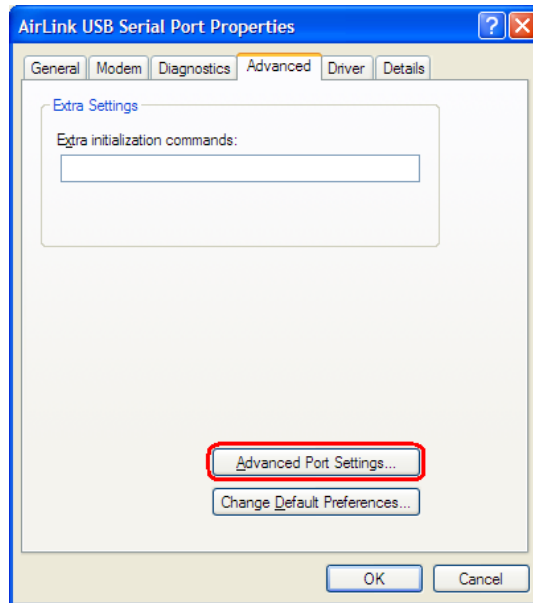 AirLink USB Serial Port Properties
General Modem Diagnostics Advanced Driver Details
Extra Settings
Extra initialization commands:
Advanced Port Settings...
Change Default Preferences...
OK Cancel